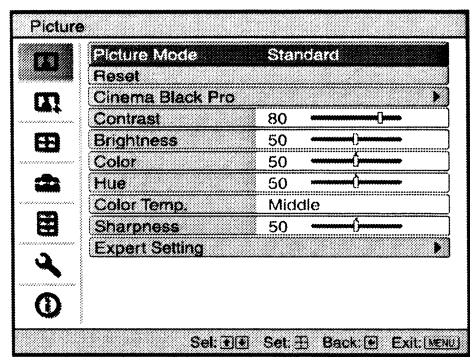 Picture
Picture Mode Standard
Reset
Cinema Black Pro
Contrast 80
Brightness 50
Color 50
Hue 50
Color Temp. Middle
Sharpness 50
Expert Setting
Sel: Set: Back: Exit: MENU